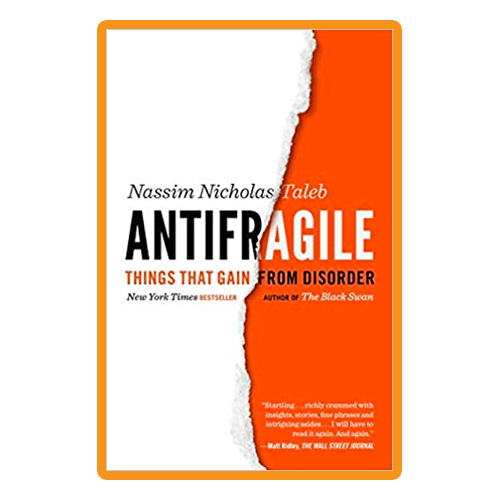 Nassim Nicholas Taleb
ANTIFRAGILE
THINGS THAT GAIN FROM DISORDER
New York Times BESTSELLER AUTHOR OF The Black Swan
"Startling . . . richly crammed with
insights, stories, fine phrases and
intriguing asides. . . . I will have to
read it again. And again."
—Matt Ridley, THE WALL STREET JOURNAL